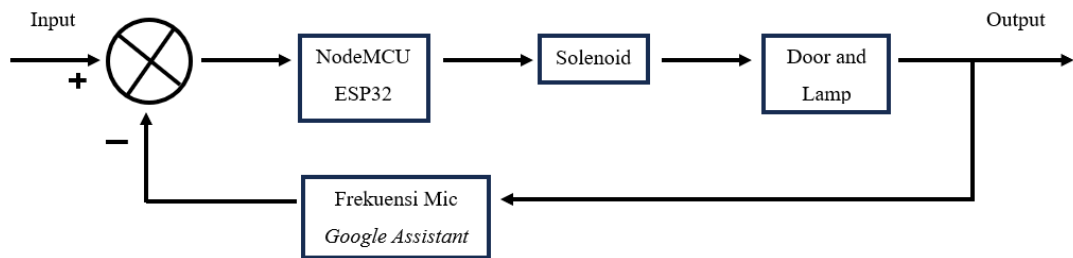 Input
Output
NodeMCU
ESP32
Solenoid
Door and
Lamp
+
−
Frekuensi Mic
Google Assistant